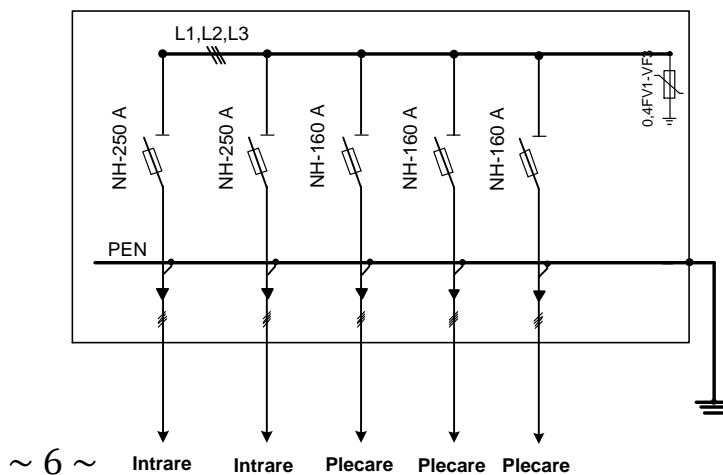 L1,L2,L3
0,4FV1-VF3
NH-250 A
NH-250 A
NH-160 A
NH-160 A
NH-160 A
PEN
~ 6 ~ Intrare Intrare Plecare Plecare Plecare